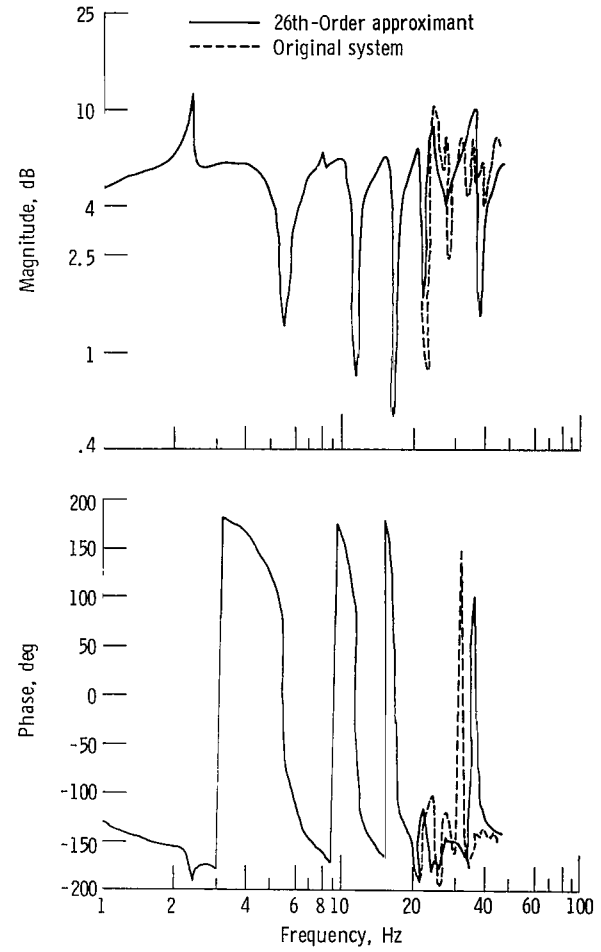 26th-Order approximant
Original system
25
10
4
2.5
1
.4
Magnitude, dB
200
150
100
50
0
-50
-100
-150
-200
Phase, deg
1 2 4 6 8 10 20 40 60 100
Frequency, Hz